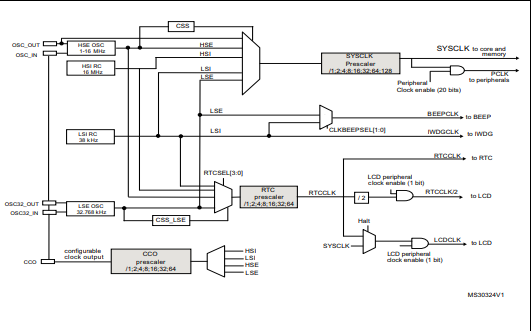 CSS
OSC_OUT
HSE OSC
1-16 MHz
HSE
OSC_IN
HSI
HSI RC
16 MHz
LSI
LSE
SYSCLK
Prescaler
/1;2;4;8;16;32;64;128
SYSCLK to core and
memory
PCLK
to peripherals
Peripheral
Clock enable (20 bits)
LSE
BEEPCLK to BEEP
CLKBEEPSEL[1:0]
LSI RC
38 kHz
LSI
IWDGCLK to IWDG
RTCSEL[3:0]
RTCCLK to RTC
LCD peripheral
clock enable (1 bit)
RTC
prescaler
/1;2;4;8;16;32;64
RTCCLK
/ 2
RTCCLK/2 to LCD
OSC32_OUT
OSC32_IN
LSE OSC
32.768 kHz
CSS_LSE
Halt
SYSCLK
LCDCLK to LCD
LCD peripheral
clock enable (1 bit)
configurable
clock output
CCO
CCO
prescaler
/1;2;4;8;16;32;64
HSI
LSI
HSE
LSE
MS30324V1